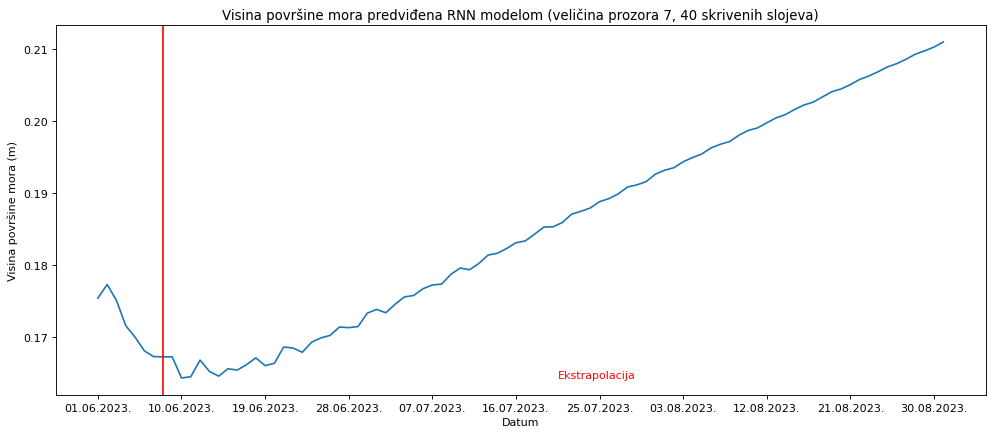 Visina površine mora predviđena RNN modelom (veličina prozora 7, 40 skrivenih slojeva)
Visina površine mora (m)
0.21
0.20
0.19
0.18
0.17
Ekstrapolacija
01.06.2023. 10.06.2023. 19.06.2023. 28.06.2023. 07.07.2023. 16.07.2023. 25.07.2023. 03.08.2023. 12.08.2023. 21.08.2023. 30.08.2023.
Datum